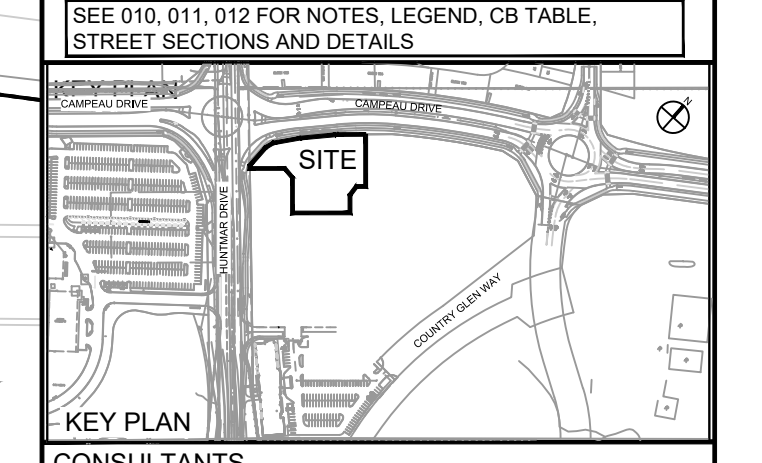 SEE 010, 011, 012 FOR NOTES, LEGEND, CB TABLE,
STREET SECTIONS AND DETAILS
KEY PLAN
CAMPEAU DRIVE
CAMPEAU DRIVE
N
SITE
HUNTMAR DRIVE
COUNTRY GLEN WAY
KEY PLAN
CONSULTANTS